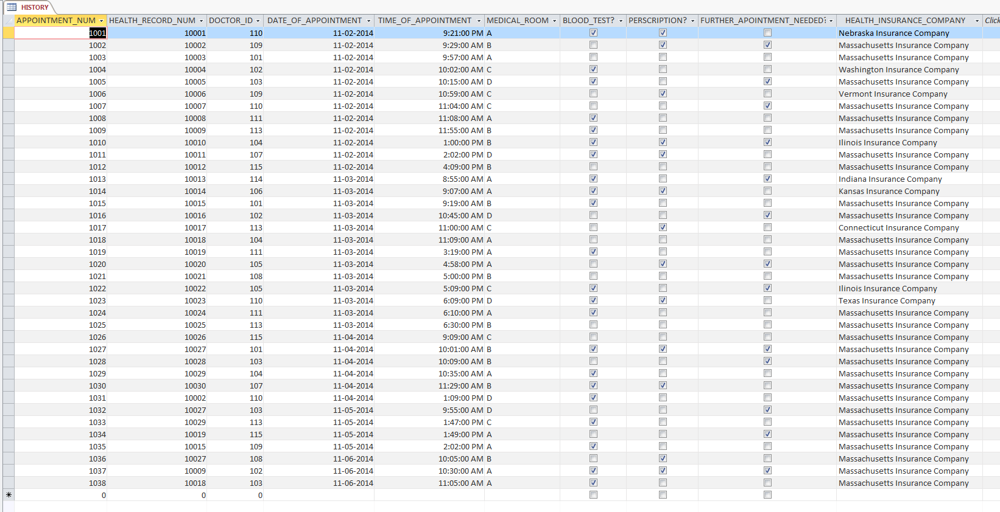 HISTORY
APPOINTMENT_NUM HEALTH_RECORD_NUM DOCTOR_ID DATE_OF_APPOINTMENT TIME_OF_APPOINTMENT MEDICAL_ROOM BLOOD_TEST? PERSCRIPTION? FURTHER_APOINTMENT_NEEDED? HEALTH_INSURANCE_COMPANY Click
1001 10001 110 11-02-2014 9:21:00 PM A Nebraska Insurance Company
1002 10002 109 11-02-2014 9:29:00 AM B Massachusetts Insurance Company
1003 10003 101 11-02-2014 9:57:00 AM A Massachusetts Insurance Company
1004 10004 102 11-02-2014 10:02:00 AM C Washington Insurance Company
1005 10005 103 11-02-2014 10:15:00 AM D Massachusetts Insurance Company
1006 10006 109 11-02-2014 10:59:00 AM C Vermont Insurance Company
1007 10007 110 11-02-2014 11:04:00 AM C Massachusetts Insurance Company
1008 10008 111 11-02-2014 11:08:00 AM A Massachusetts Insurance Company
1009 10009 113 11-02-2014 11:55:00 AM B Massachusetts Insurance Company
1010 10010 104 11-02-2014 1:00:00 PM B Ilinois Insurance Company
1011 10011 107 11-02-2014 2:02:00 PM D Massachusetts Insurance Company
1012 10012 115 11-02-2014 4:09:00 PM B Massachusetts Insurance Company
1013 10013 114 11-03-2014 8:55:00 AM A Indiana Insurance Company
1014 10014 106 11-03-2014 9:07:00 AM A Kansas Insurance Company
1015 10015 101 11-03-2014 9:19:00 AM B Massachusetts Insurance Company
1016 10016 102 11-03-2014 10:45:00 AM D Massachusetts Insurance Company
1017 10017 113 11-03-2014 11:00:00 AM C Connecticut Insurance Company
1018 10018 104 11-03-2014 11:09:00 AM A Massachusetts Insurance Company
1019 10019 111 11-03-2014 3:19:00 PM A Massachusetts Insurance Company
1020 10020 105 11-03-2014 4:58:00 PM A Massachusetts Insurance Company
1021 10021 108 11-03-2014 5:00:00 PM B Massachusetts Insurance Company
1022 10022 105 11-03-2014 5:09:00 PM C Ilinois Insurance Company
1023 10023 110 11-03-2014 6:09:00 PM D Texas Insurance Company
1024 10024 111 11-03-2014 6:10:00 PM A Massachusetts Insurance Company
1025 10025 113 11-03-2014 6:30:00 PM B Massachusetts Insurance Company
1026 10026 115 11-04-2014 9:09:00 AM C Massachusetts Insurance Company
1027 10027 101 11-04-2014 10:01:00 AM B Massachusetts Insurance Company
1028 10028 103 11-04-2014 10:09:00 AM B Massachusetts Insurance Company
1029 10029 104 11-04-2014 10:35:00 AM A Massachusetts Insurance Company
1030 10030 107 11-04-2014 11:29:00 AM B Massachusetts Insurance Company
1031 10002 110 11-04-2014 1:09:00 PM D Massachusetts Insurance Company
1032 10027 103 11-05-2014 9:55:00 AM D Massachusetts Insurance Company
1033 10029 113 11-05-2014 1:47:00 PM C Massachusetts Insurance Company
1034 10019 115 11-05-2014 1:49:00 PM A Massachusetts Insurance Company
1035 10015 109 11-05-2014 2:02:00 PM A Massachusetts Insurance Company
1036 10027 108 11-06-2014 10:05:00 AM B Massachusetts Insurance Company
1037 10009 102 11-06-2014 10:30:00 AM A Massachusetts Insurance Company
1038 10018 103 11-06-2014 11:05:00 AM A Massachusetts Insurance Company
0 0 0